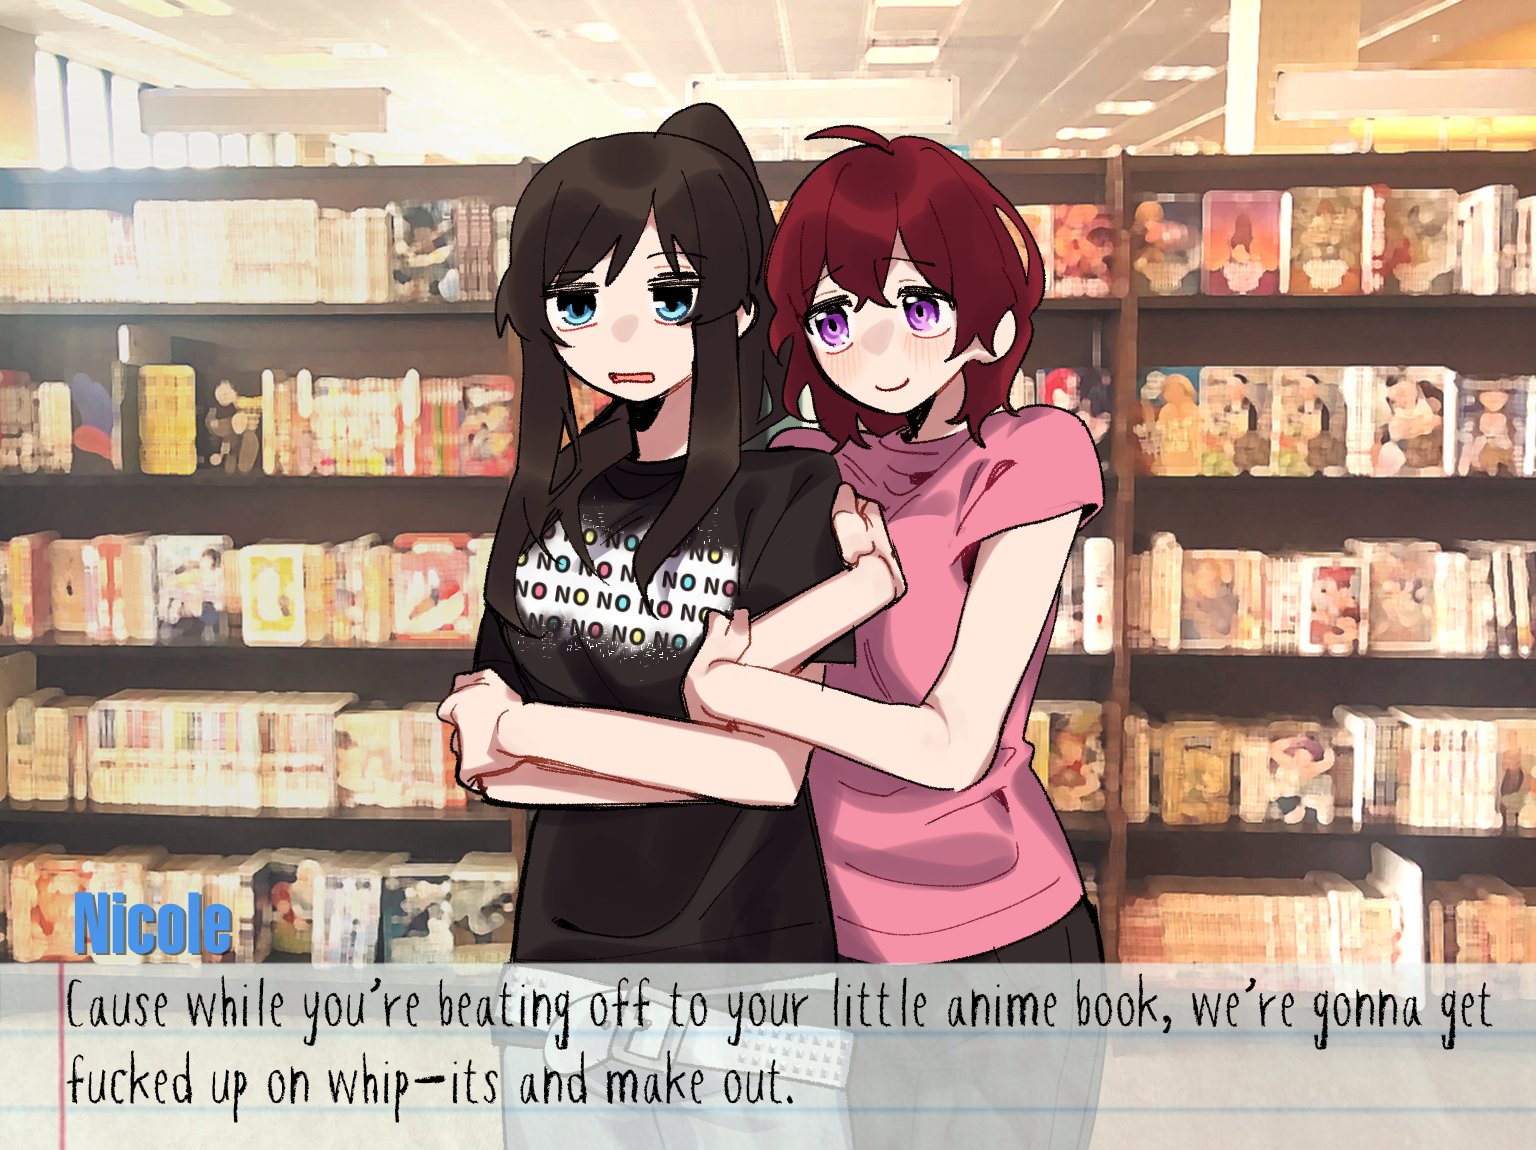 NO NO NO NO
NO NO NO NO NO
NO NO NO NO NO
NO NO NO NO
Nicole
Cause while you're beating off to your little anime book, we're gonna get
fucked up on whip-its and make out.